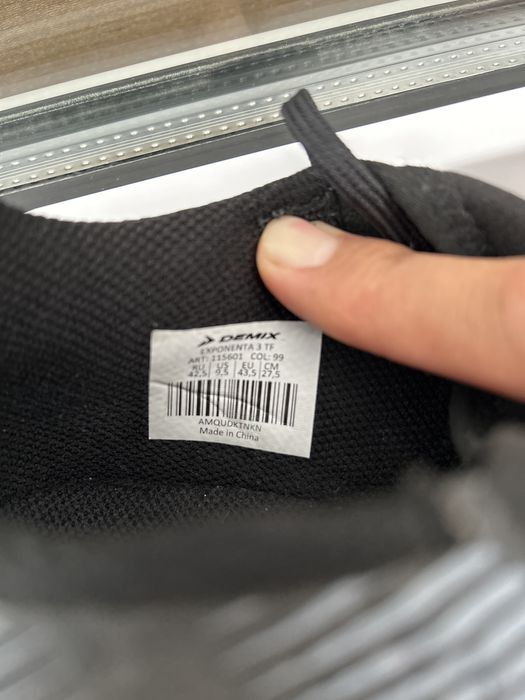 DEMIX
EXPONENTA 3 TF
ART: 115601 COL: 99
RU US EU CM
42,5 9,5 43,5 27,5
AMQUDKTNKN
Made in China